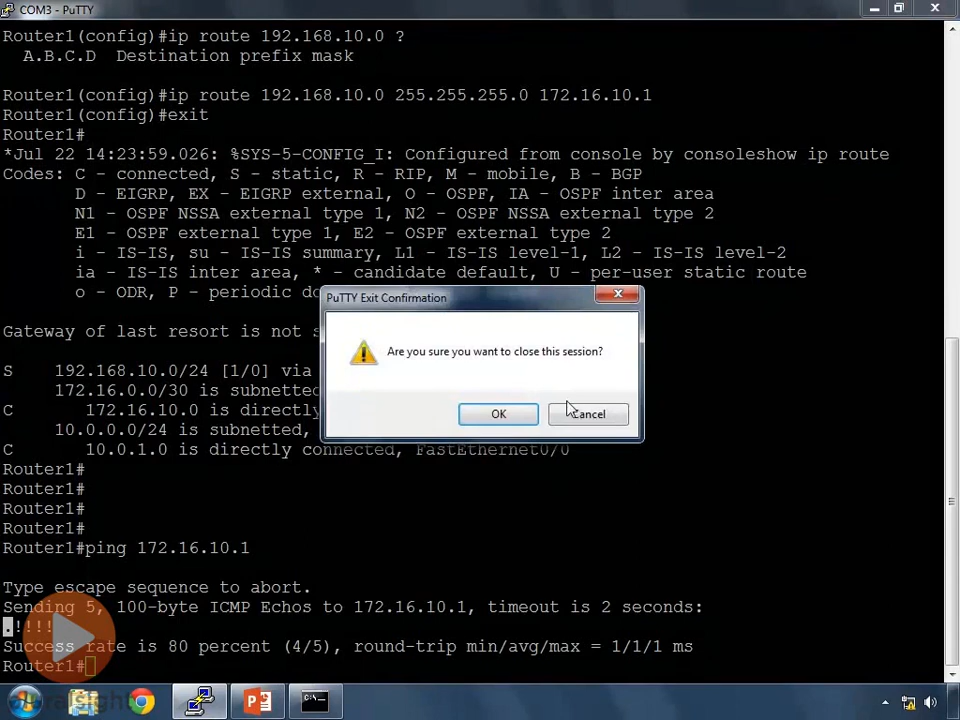 COM3 - PuTTY
Router1(config)#ip route 192.168.10.0 ?
A.B.C.D  Destination prefix mask
Router1(config)#ip route 192.168.10.0 255.255.255.0 172.16.10.1
Router1(config)#exit
Router1#
*Jul 22 14:23:59.026: %SYS-5-CONFIG_I: Configured from console by consoleshow ip route
Codes: C - connected, S - static, R - RIP, M - mobile, B - BGP
D - EIGRP, EX - EIGRP external, O - OSPF, IA - OSPF inter area
N1 - OSPF NSSA external type 1, N2 - OSPF NSSA external type 2
E1 - OSPF external type 1, E2 - OSPF external type 2
i - IS-IS, su - IS-IS summary, L1 - IS-IS level-1, L2 - IS-IS level-2
ia - IS-IS inter area, * - candidate default, U - per-user static route
o - ODR, P - periodic do
Gateway of last resort is not s
S    192.168.10.0/24 [1/0] via
172.16.0.0/30 is subnette
C    172.16.10.0 is directly
10.0.0.0/24 is subnetted,
C    10.0.1.0 is directly connected, FastEthernet0/0
PuTTY Exit Confirmation
Are you sure you want to close this session?
OK
Cancel
Router1#
Router1#
Router1#
Router1#
Router1#ping 172.16.10.1
Type escape sequence to abort.
Sending 5, 100-byte ICMP Echos to 172.16.10.1, timeout is 2 seconds:
.!!!!
Success rate is 80 percent (4/5), round-trip min/avg/max = 1/1/1 ms
Router1#
pluralsight